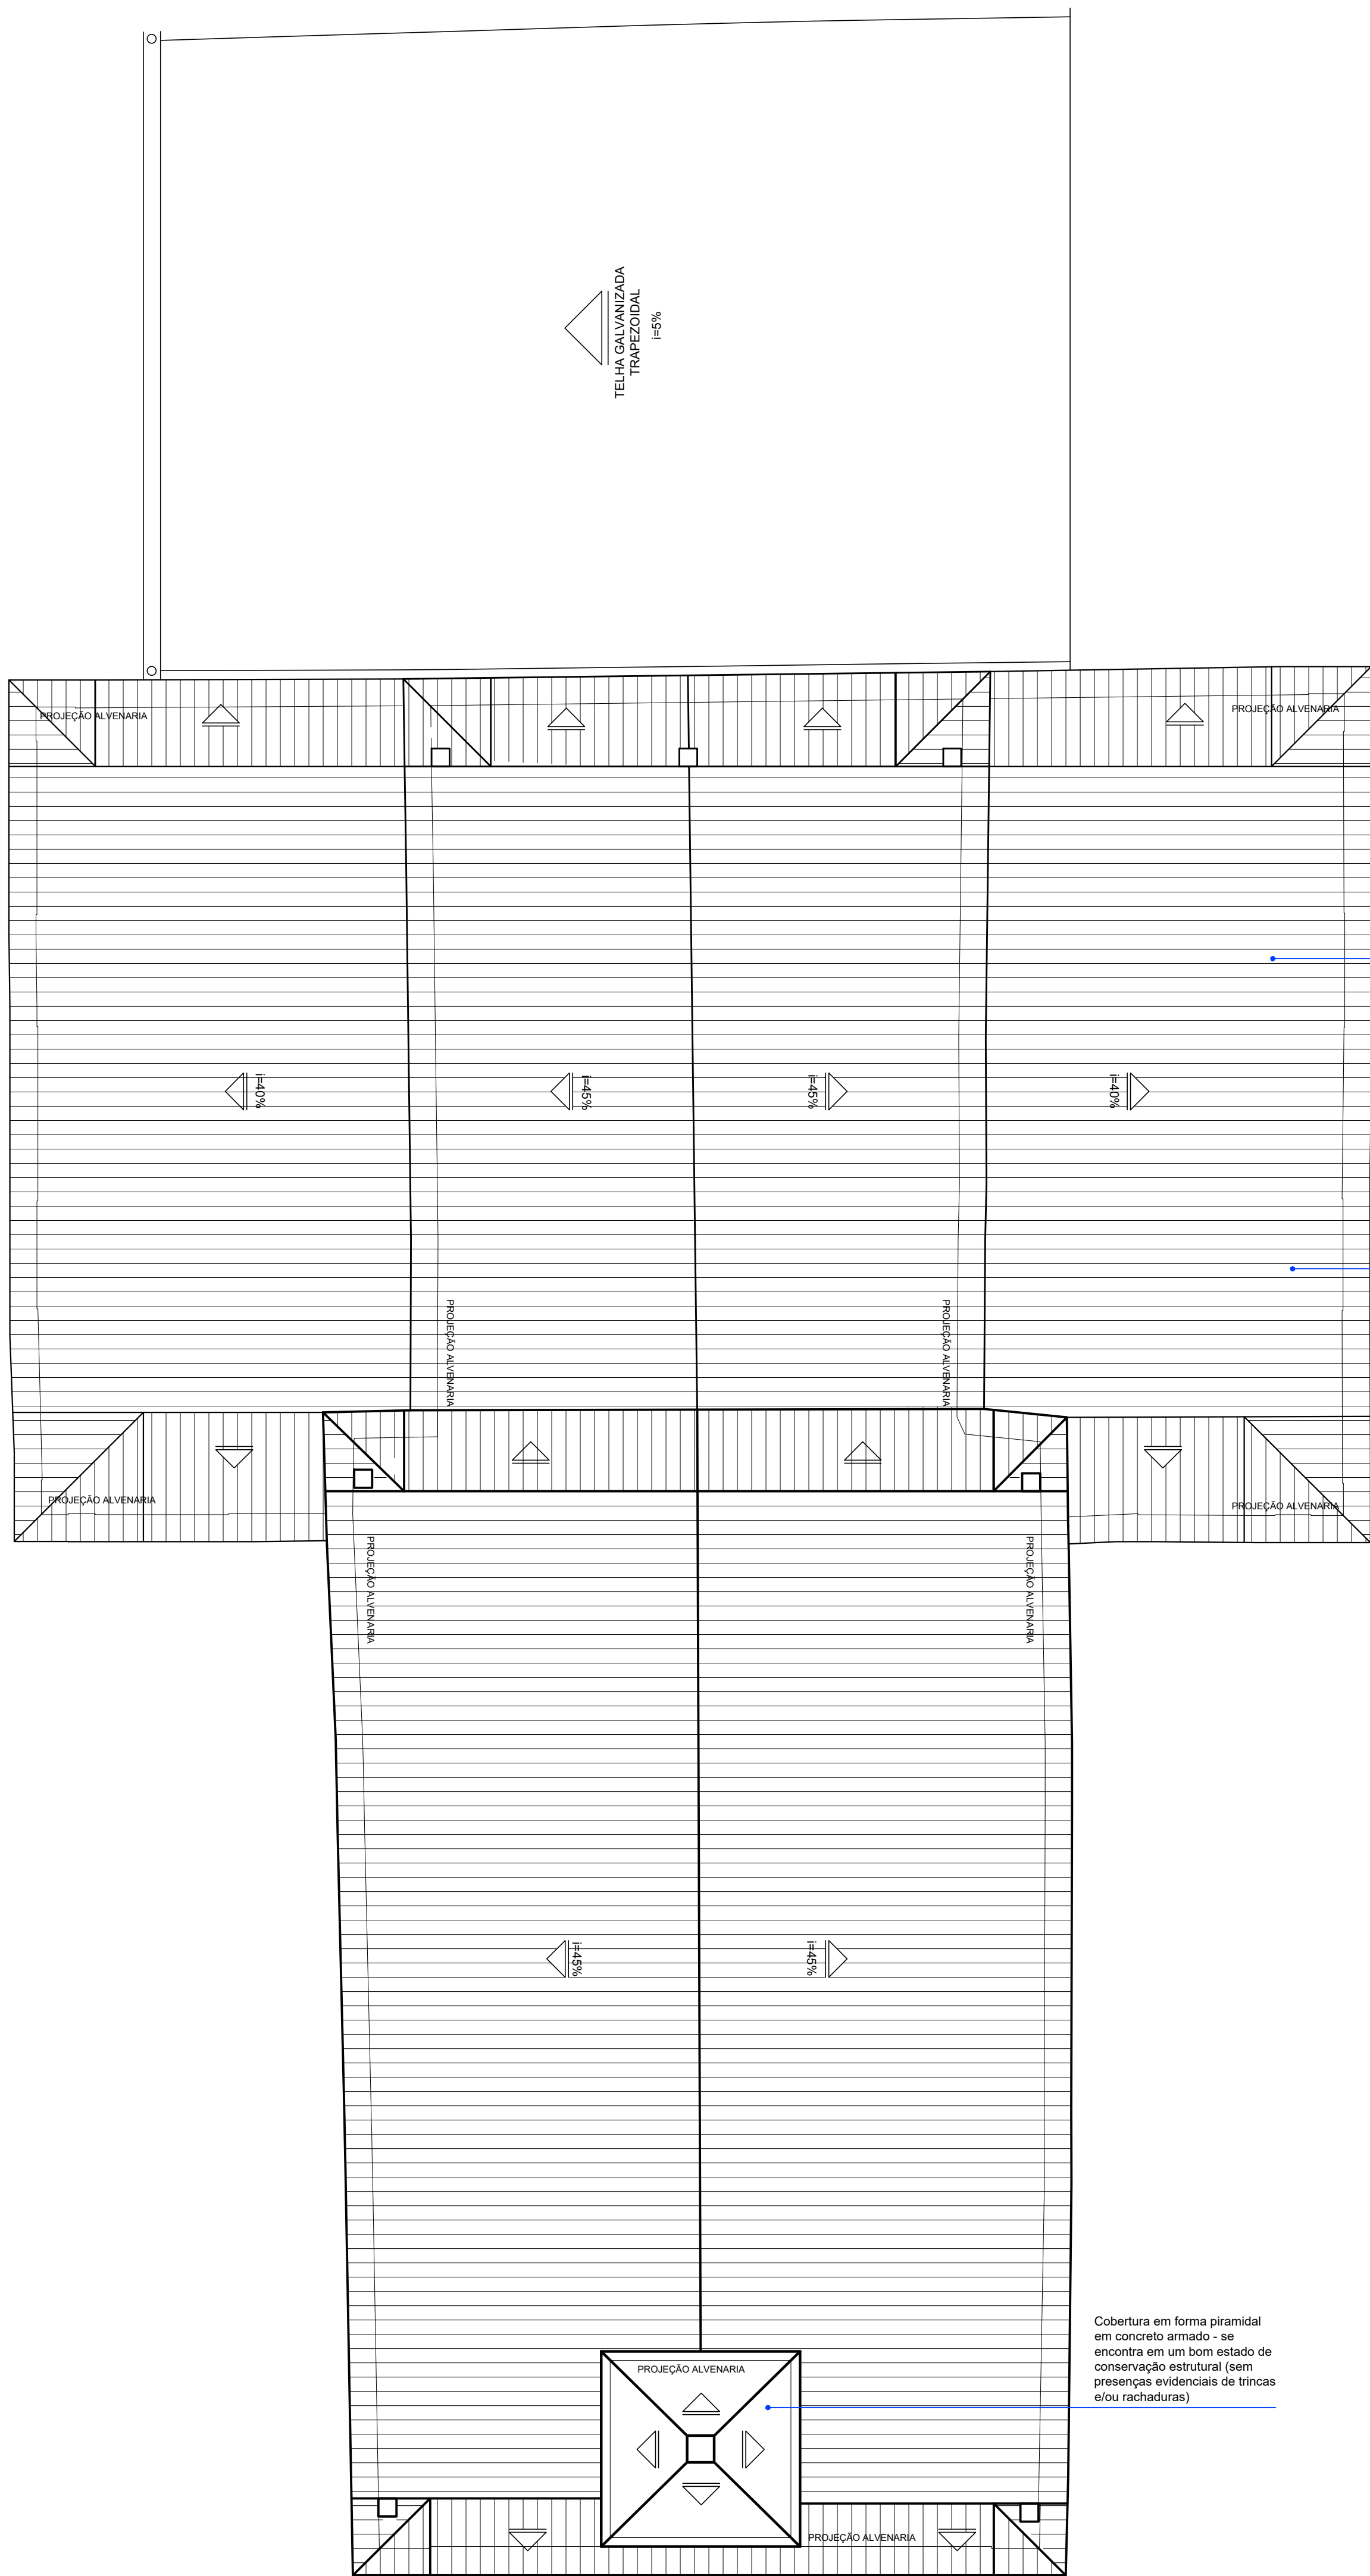 TELHA GALVANIZADA
TRAPEZOIDAL
i=5%
PROJEÇÃO ALVENARIA
PROJEÇÃO ALVENARIA
i=40%
i=45%
i=45%
i=40%
PROJEÇÃO ALVENARIA
PROJEÇÃO ALVENARIA
PROJEÇÃO ALVENARIA
PROJEÇÃO ALVENARIA
PROJEÇÃO ALVENARIA
PROJEÇÃO ALVENARIA
i=45%
i=45%
Cobertura em forma piramidal
em concreto armado - se
encontra em um bom estado de
conservação estrutural (sem
presenças evidenciais de trincas
e/ou rachaduras)
PROJEÇÃO ALVENARIA
PROJEÇÃO ALVENARIA